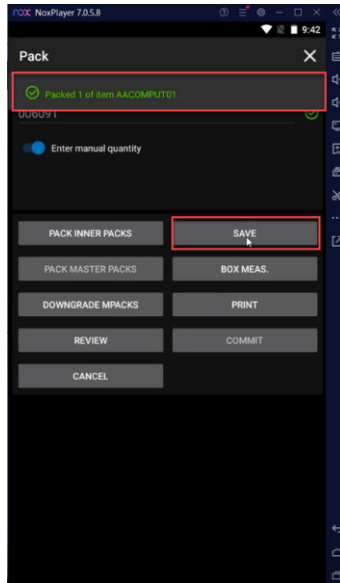 nox NoxPlayer 7.0.5.8
9:42
Pack
Packed 1 of item AACOMPUT01.
006091
Enter manual quantity
PACK INNER PACKS
SAVE
PACK MASTER PACKS
BOX MEAS.
DOWNGRADE MPACKS
PRINT
REVIEW
COMMIT
CANCEL